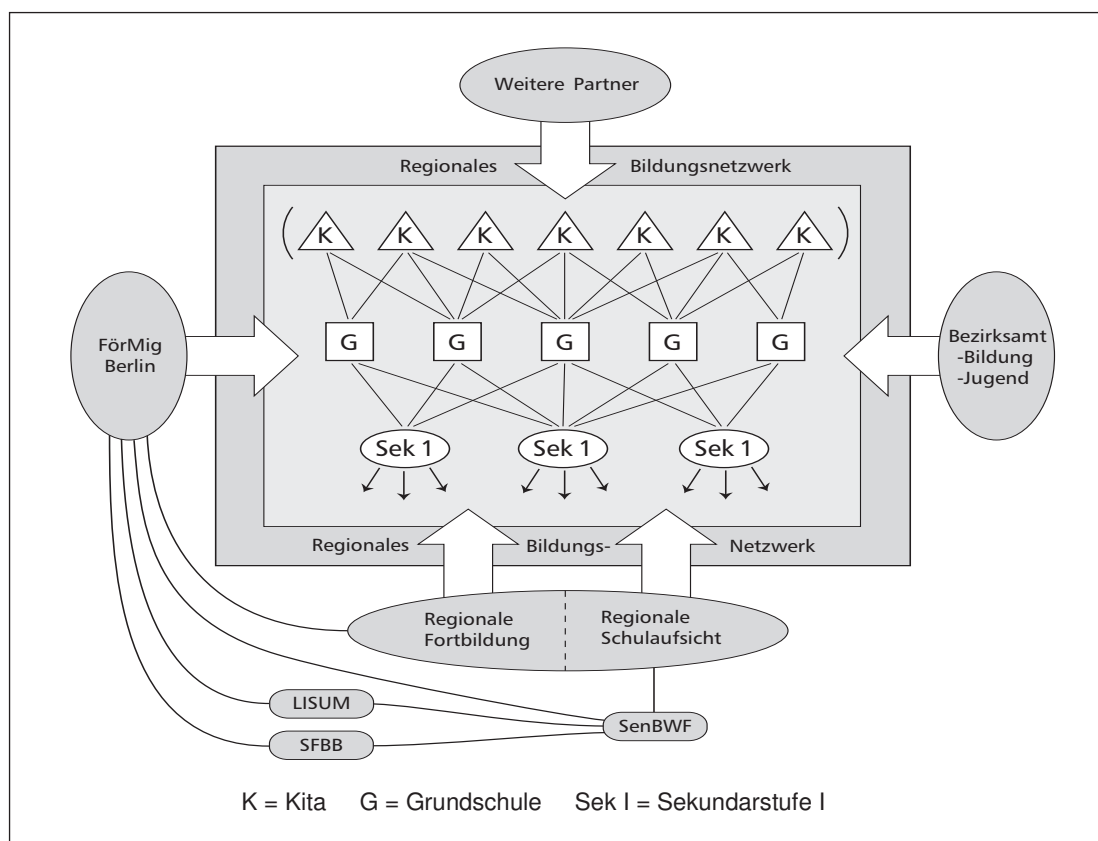 Weitere Partner
Regionales Bildungsnetzwerk
( K K K K K K K )
FörMig
Berlin
G G G G G
Bezirksamt
-Bildung
-Jugend
Sek 1 Sek 1 Sek 1
Regionales Bildungs- Netzwerk
Regionale
Fortbildung
Regionale
Schulaufsicht
LISUM
SenBWF
SFBB
K = Kita G = Grundschule Sek I = Sekundarstufe I